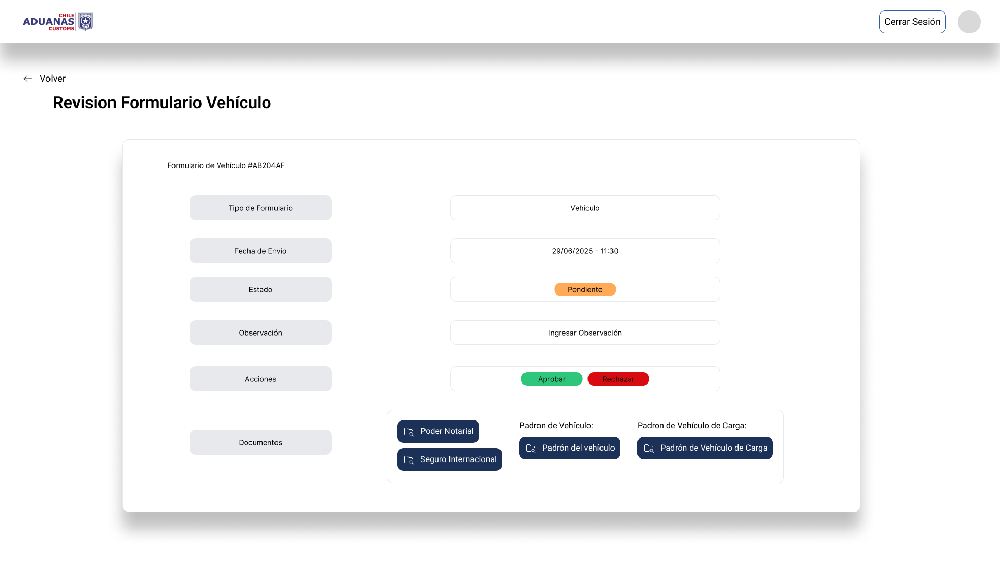 CHILE
ADUANAS
CUSTOMS
Cerrar Sesión
Volver
Revision Formulario Vehículo
Formulario de Vehículo #AB204AF
Tipo de Formulario
Vehículo
Fecha de Envío
29/06/2025 - 11:30
Estado
Pendiente
Observación
Ingresar Observación
Acciones
Aprobar
Rechazar
Documentos
Poder Notarial
Seguro Internacional
Padron de Vehículo:
Padrón del vehículo
Padron de Vehículo de Carga:
Padrón de Vehículo de Carga